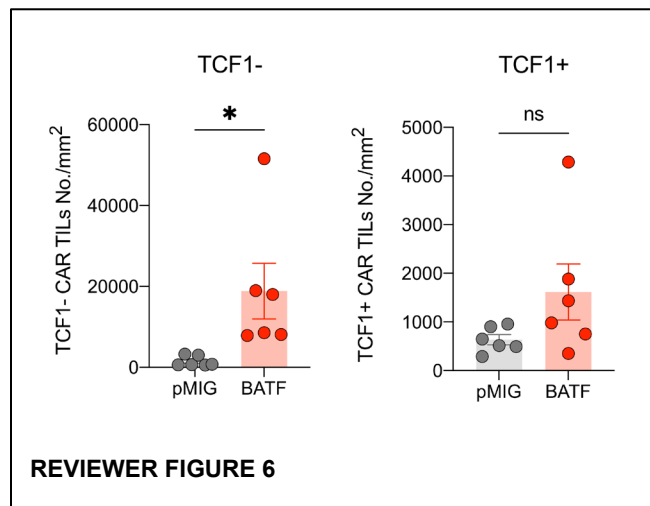 TCF1-
*
TCF1- CAR TILs No./mm²
60000
40000
20000
0
pMIG
BATF
TCF1+
ns
TCF1+ CAR TILs No./mm²
5000
4000
3000
2000
1000
0
pMIG
BATF
REVIEWER FIGURE 6